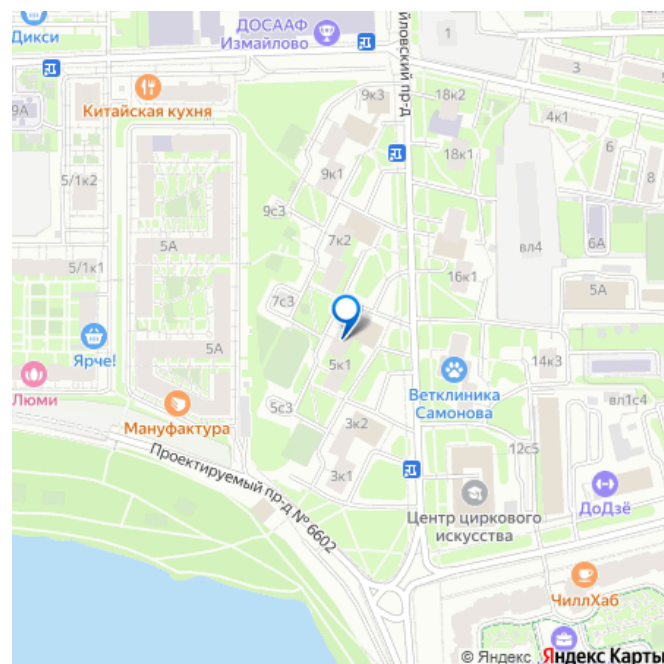 Дикси
ДОСААФ
Измайлово
1
йловский пр-д
3
9А
Китайская кухня
9к3
18к2
4к1
5/1к2
9к1
18к1
6
8
9с3
7к2
5А
вл4
6А
5/1к1
16к1
7с3
5А
Ярче!
5А
5к1
14к3
Люми
5с3
Ветклиника
Самонова
вл1с4
Мануфактура
3к2
12с5
Проектируемый пр-д № 6602
3к1
ДоДзё
Центр циркового
искусства
ЧиллХаб
© Яндекс Яндекс Карты